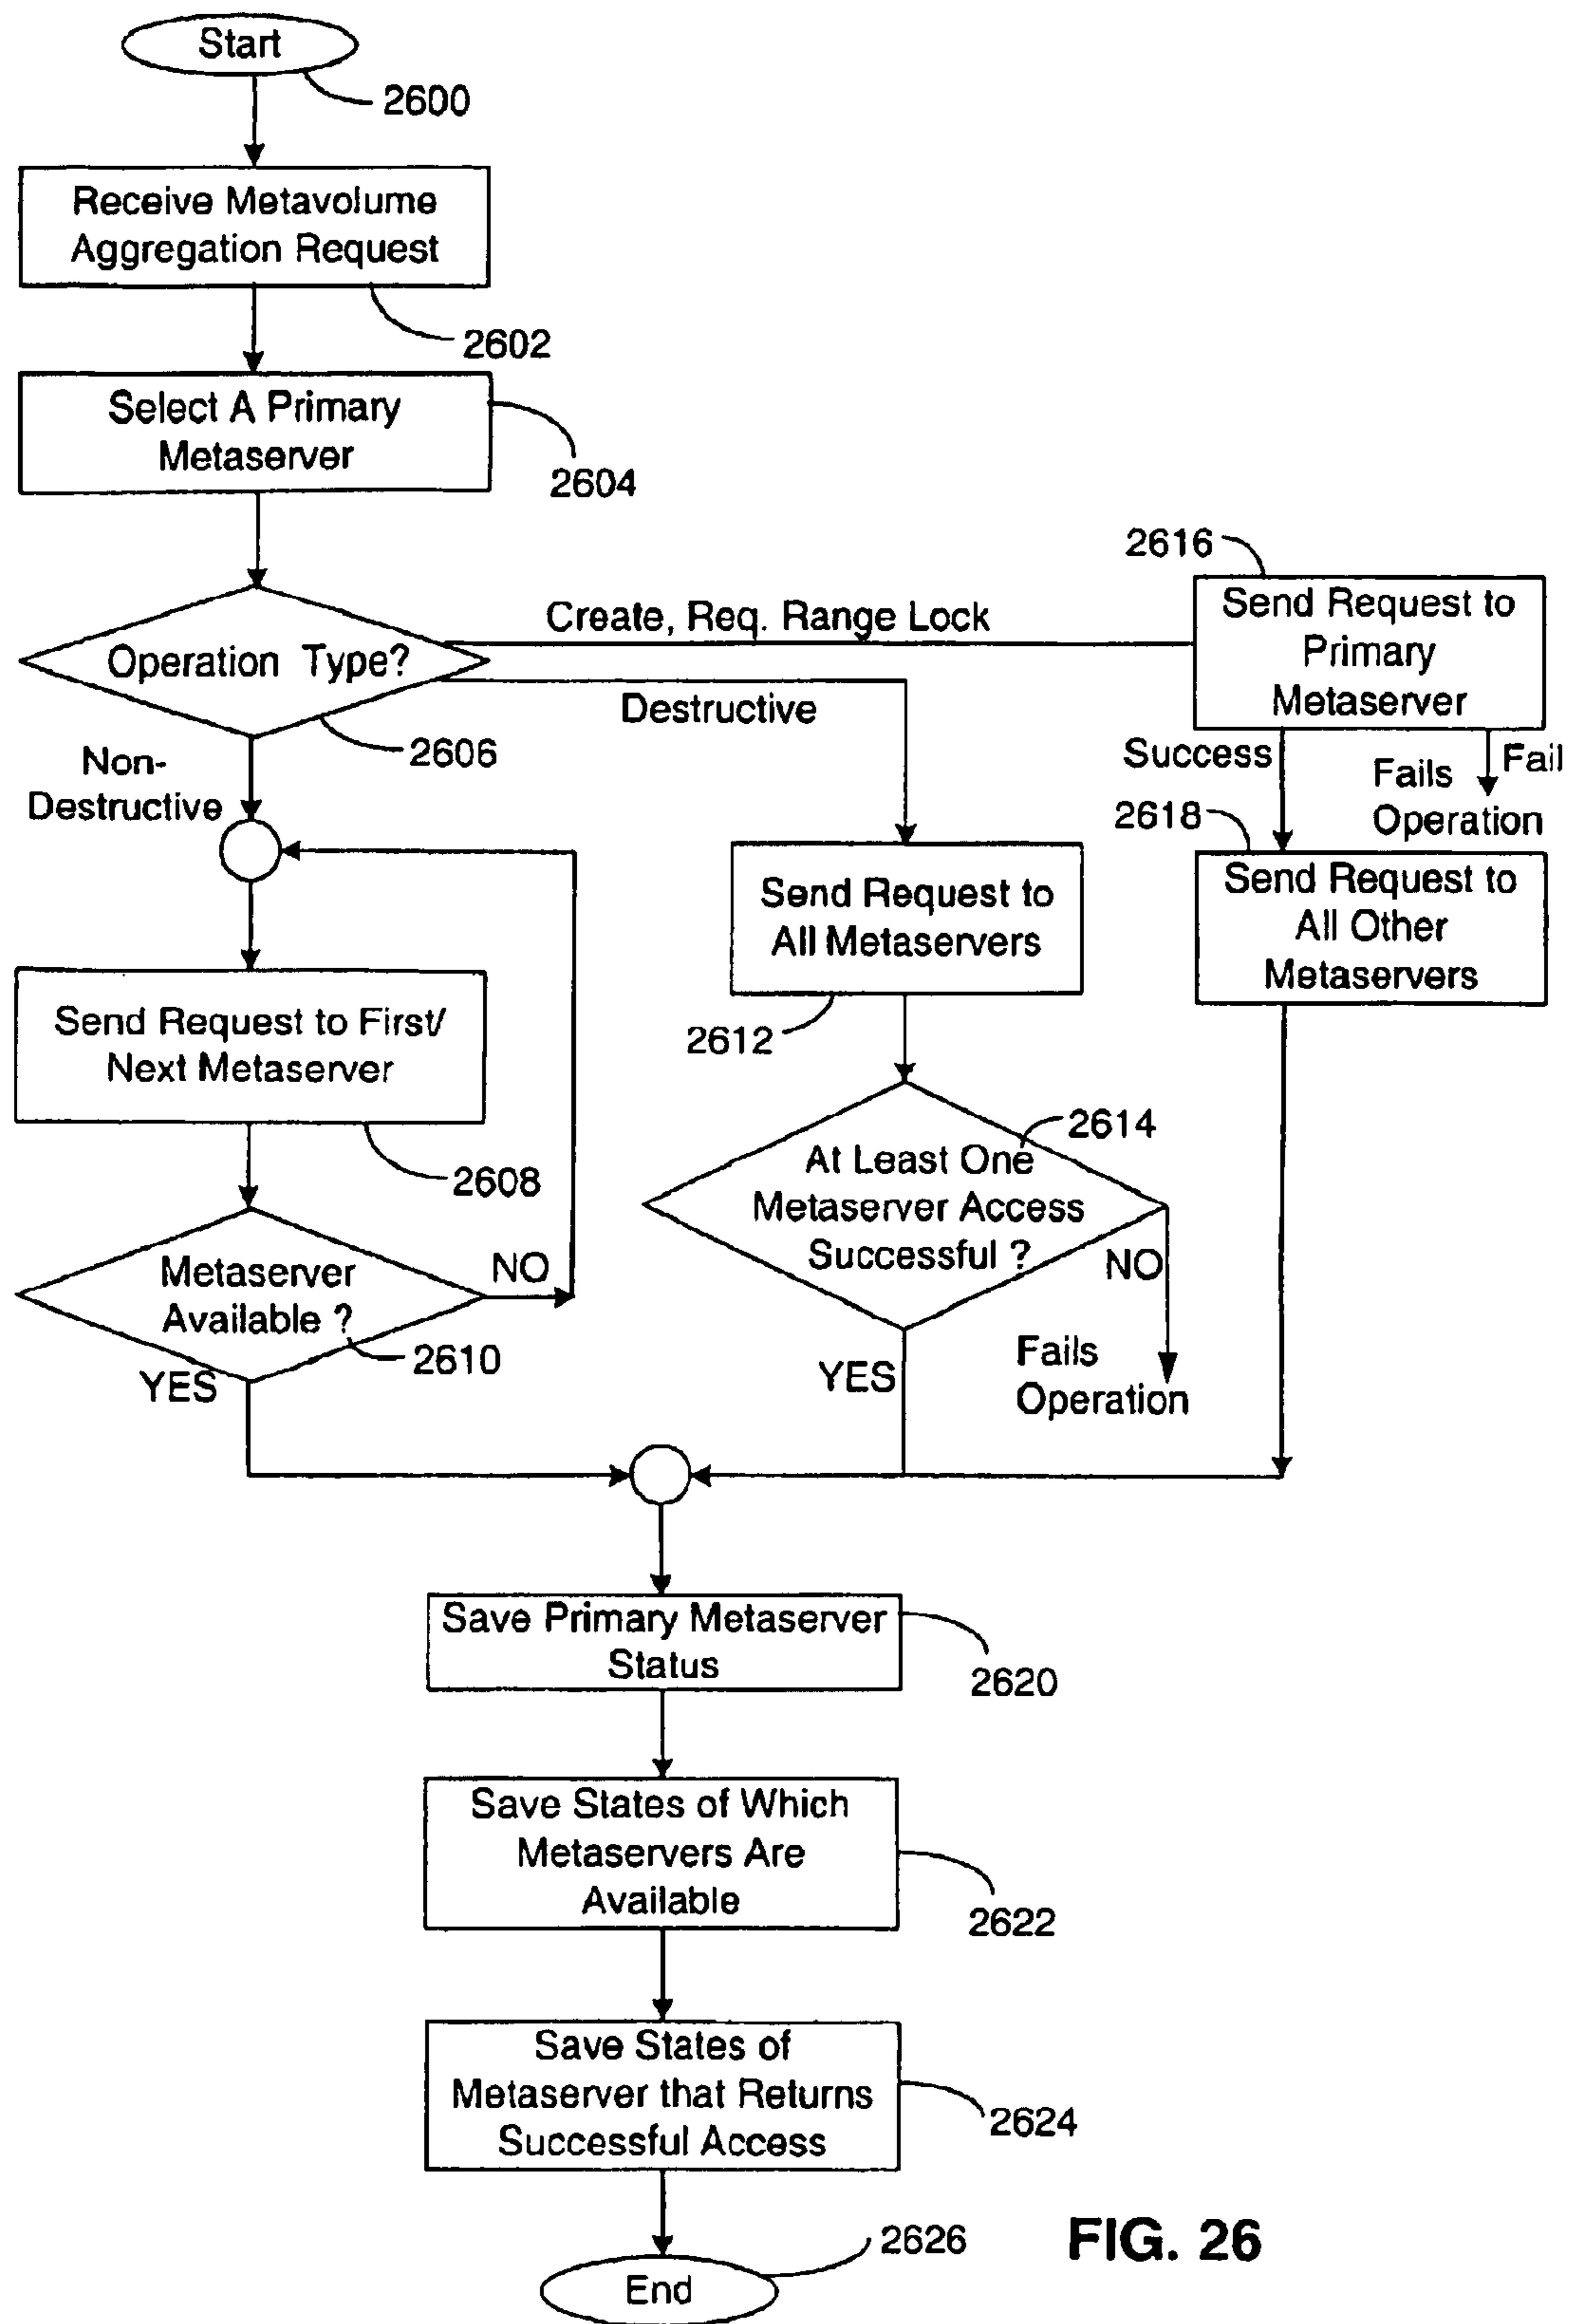 Start
2600
Receive Metavolume
Aggregation Request
2602
Select A Primary
Metaserver
2604
Operation Type?
2606
Create, Req. Range Lock
Destructive
Non-
Destructive
2616
Send Request to
Primary
Metaserver
Success
Fail
Fails
Operation
2618
Send Request to
All Other
Metaservers
Send Request to
All Metaservers
2612
Send Request to First/
Next Metaserver
2608
2614
At Least One
Metaserver Access
Successful ?
NO
Fails
Operation
YES
Metaserver
Available ?
NO
2610
YES
Save Primary Metaserver
Status
2620
Save States of Which
Metaservers Are
Available
2622
Save States of
Metaserver that Returns
Successful Access
2624
2626
End
FIG. 26